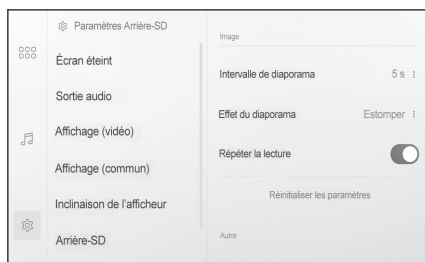 Paramètres Arrière-SD
Écran éteint
Sortie audio
Affichage (vidéo)
Affichage (commun)
Inclinaison de l'afficheur
Arrière-SD
Image
Intervalle de diaporama 5 s
Effet du diaporama Estomper
Répéter la lecture
Réinitialiser les paramètres
Autre